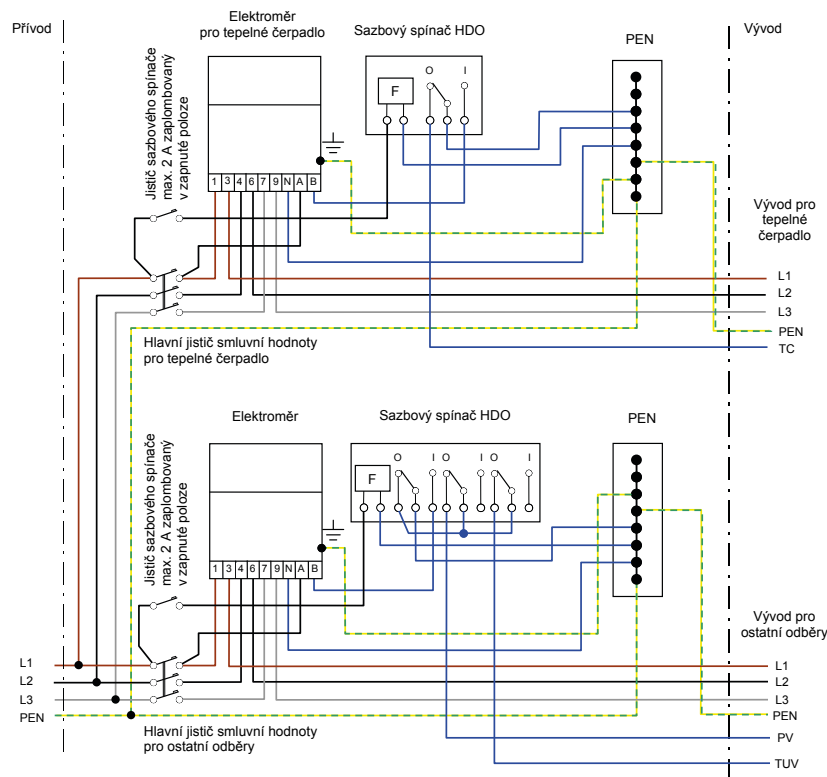 Přívod
Elektroměr
pro tepelné čerpadlo
Sazbový spínač HDO
PEN
Vývod
Jistič sazbového spínače
max. 2 A zaplombovaný
v zapnuté poloze
F
O
I
1 3 4 6 7 9 N A B
Vývod pro
tepelné
čerpadlo
L1
L2
L3
PEN
TC
Hlavní jistič smluvní hodnoty
pro tepelné čerpadlo
Elektroměr
Sazbový spínač HDO
PEN
Jistič sazbového spínače
max. 2 A zaplombovaný
v zapnuté poloze
F
O I O I O I
1 3 4 6 7 9 N A B
Vývod pro
ostatní odběry
L1
L2
L3
PEN
L1
L2
L3
PEN
PV
TUV
Hlavní jistič smluvní hodnoty
pro ostatní odběry